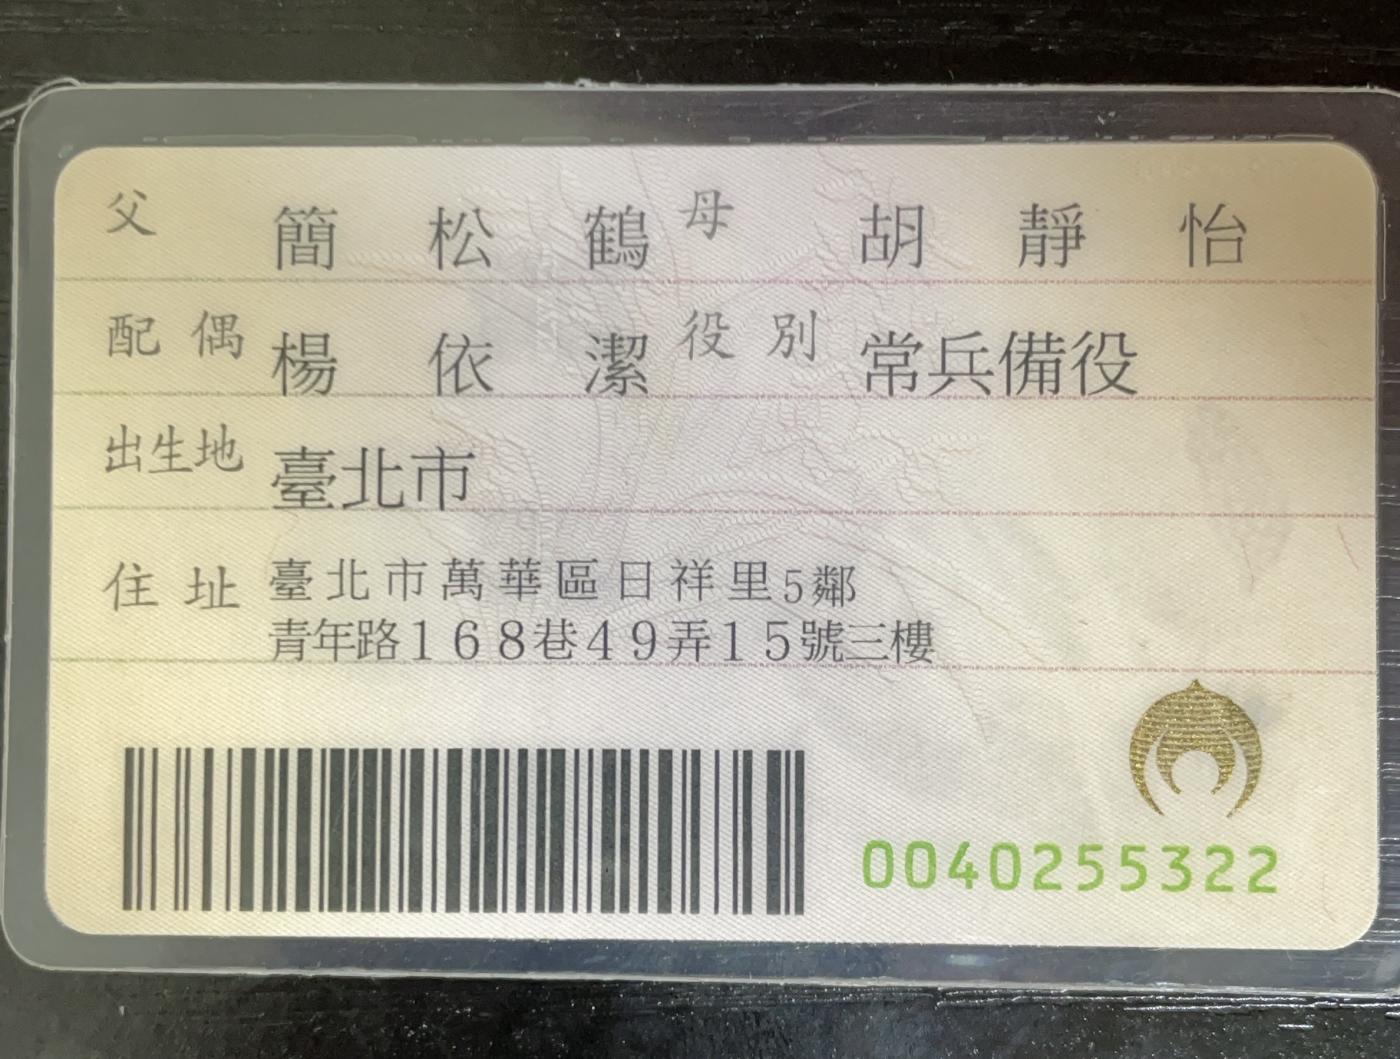 父 簡松鶴 母 胡靜怡
配偶 楊依潔 役別 常兵備役
出生地 臺北市
住址 臺北市萬華區日祥里5鄰
青年路168巷49弄15號三樓
0040255322